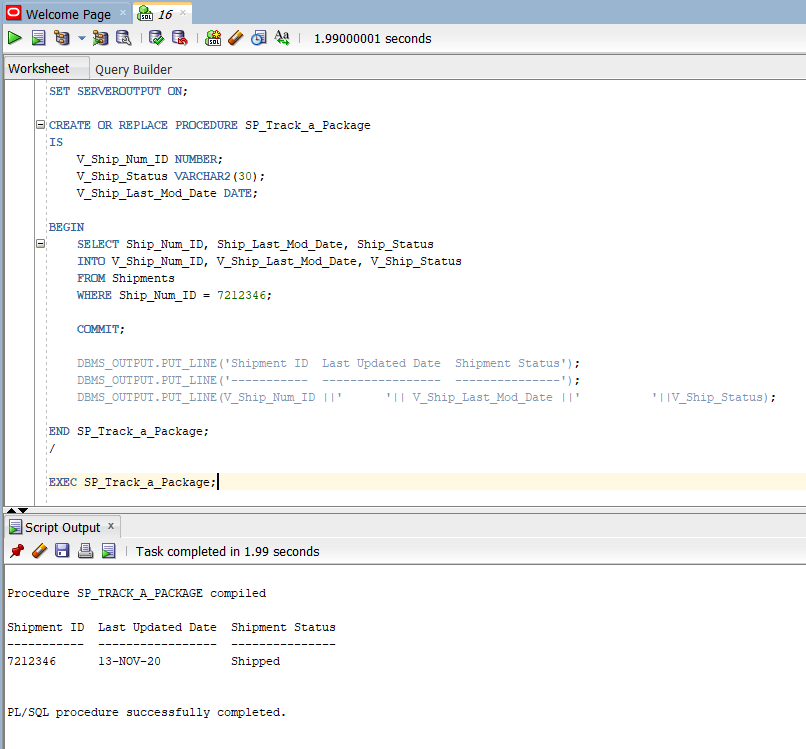 Welcome Page
16
1.99000001 seconds
Worksheet
Query Builder
SET SERVEROUTPUT ON;
CREATE OR REPLACE PROCEDURE SP_Track_a_Package
IS
V_Ship_Num_ID NUMBER;
V_Ship_Status VARCHAR2(30);
V_Ship_Last_Mod_Date DATE;
BEGIN
SELECT Ship_Num_ID, Ship_Last_Mod_Date, Ship_Status
INTO V_Ship_Num_ID, V_Ship_Last_Mod_Date, V_Ship_Status
FROM Shipments
WHERE Ship_Num_ID = 7212346;
COMMIT;
DBMS_OUTPUT.PUT_LINE('Shipment ID  Last Updated Date  Shipment Status');
DBMS_OUTPUT.PUT_LINE('-----------  -----------------  ---------------');
DBMS_OUTPUT.PUT_LINE(V_Ship_Num_ID ||'      '|| V_Ship_Last_Mod_Date ||'          '||V_Ship_Status);
END SP_Track_a_Package;
/
EXEC SP_Track_a_Package;
Script Output
Task completed in 1.99 seconds
Procedure SP_TRACK_A_PACKAGE compiled
Shipment ID  Last Updated Date  Shipment Status
-----------  -----------------  ---------------
7212346      13-NOV-20          Shipped
PL/SQL procedure successfully completed.